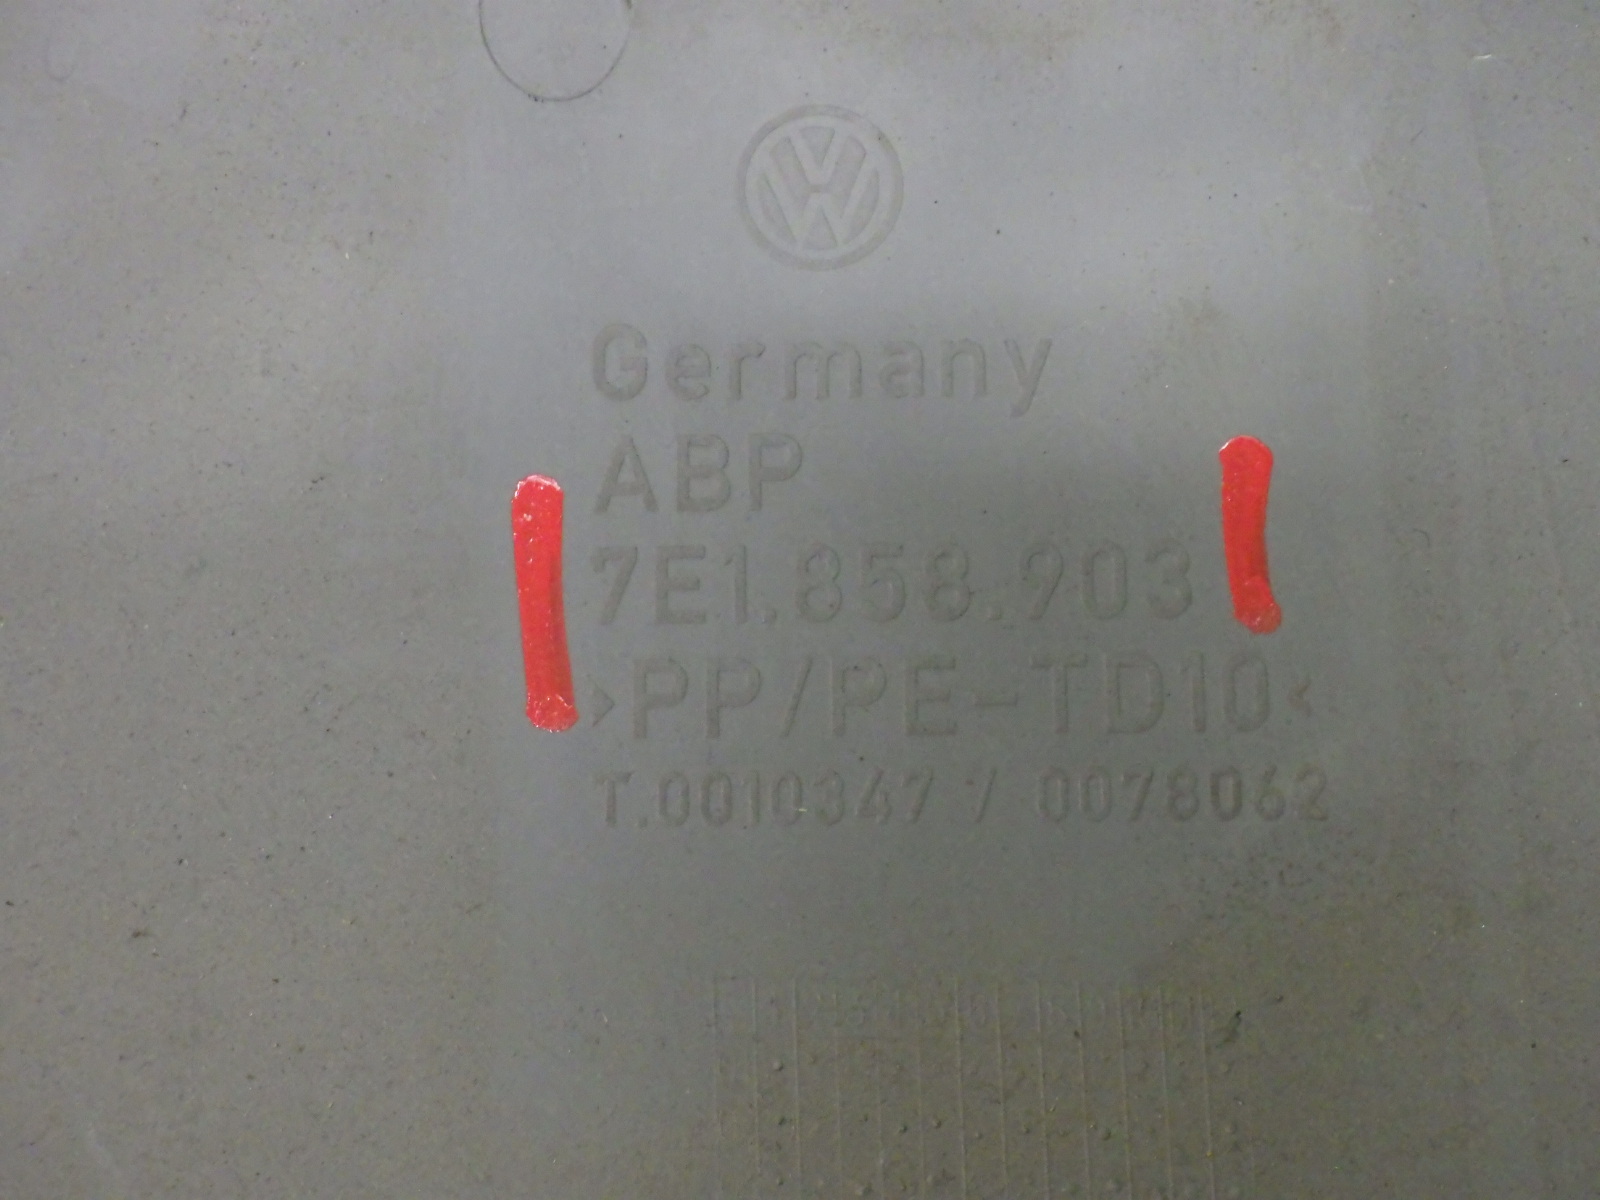 Germany
ABP
7E1.858.903
>PP/PE-TD10<
T.0010347 / 0078062